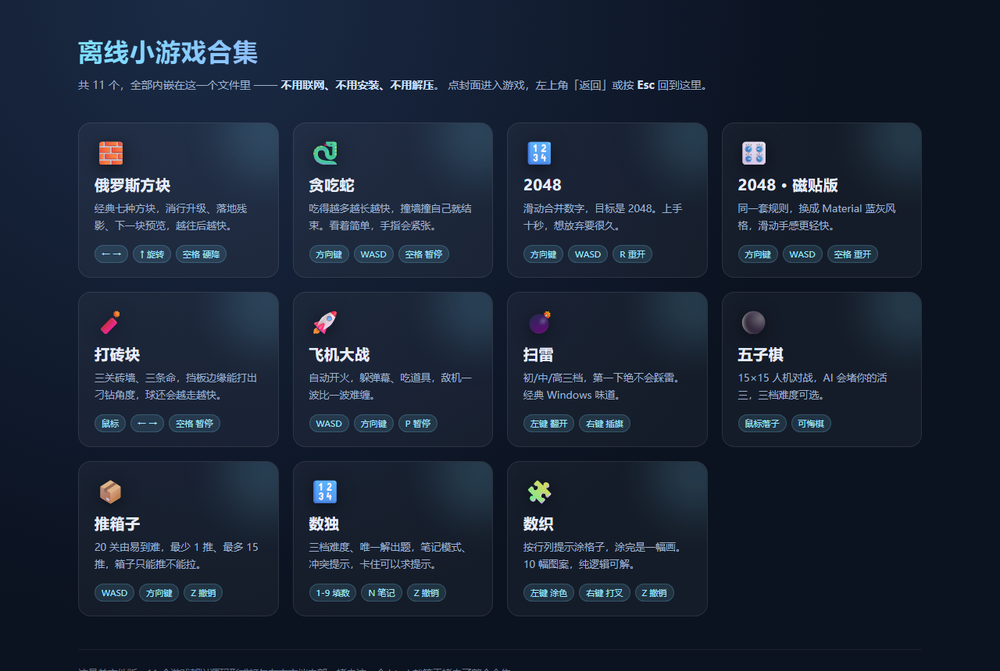 离线小游戏合集
共 11 个，全部内嵌在这一个文件里 —— 不用联网、不用安装、不用解压。 点封面进入游戏，左上角「返回」或按 Esc 回到这里。
俄罗斯方块
经典七种方块，消行升级、落地残
影、下一块预览，越往后越快。
←→ ↑ 旋转 空格 硬降
贪吃蛇
吃得越多越长越快，撞墙撞自己就结
束。看着简单，手指会紧张。
方向键 WASD 空格 暂停
1 2
3 4
2048
滑动合并数字，目标是 2048。上手
十秒，想放弃要很久。
方向键 WASD R 重开
2048 · 磁贴版
同一套规则，换成 Material 蓝灰风
格，滑动手感更轻快。
方向键 WASD 空格 重开
打砖块
三关砖墙、三条命，挡板边缘能打出
刁钻角度，球还会越走越快。
鼠标 ←→ 空格 暂停
飞机大战
自动开火，躲弹幕、吃道具，敌机一
波比一波难缠。
WASD 方向键 P 暂停
扫雷
初/中/高三档，第一下绝不会踩雷。
经典 Windows 味道。
左键 翻开 右键 插旗
五子棋
15×15 人机对战，AI 会堵你的活
三，三档难度可选。
鼠标落子 可悔棋
推箱子
20 关由易到难，最少 1 推、最多 15
推，箱子只能推不能拉。
WASD 方向键 Z 撤销
1 2
3 4
数独
三档难度、唯一解出题，笔记模式、
冲突提示，卡住可以求提示。
1-9 填数 N 笔记 Z 撤销
数织
按行列提示涂格子，涂完是一幅画。
10 幅图案，纯逻辑可解。
左键 涂色 右键 打叉 Z 撤销